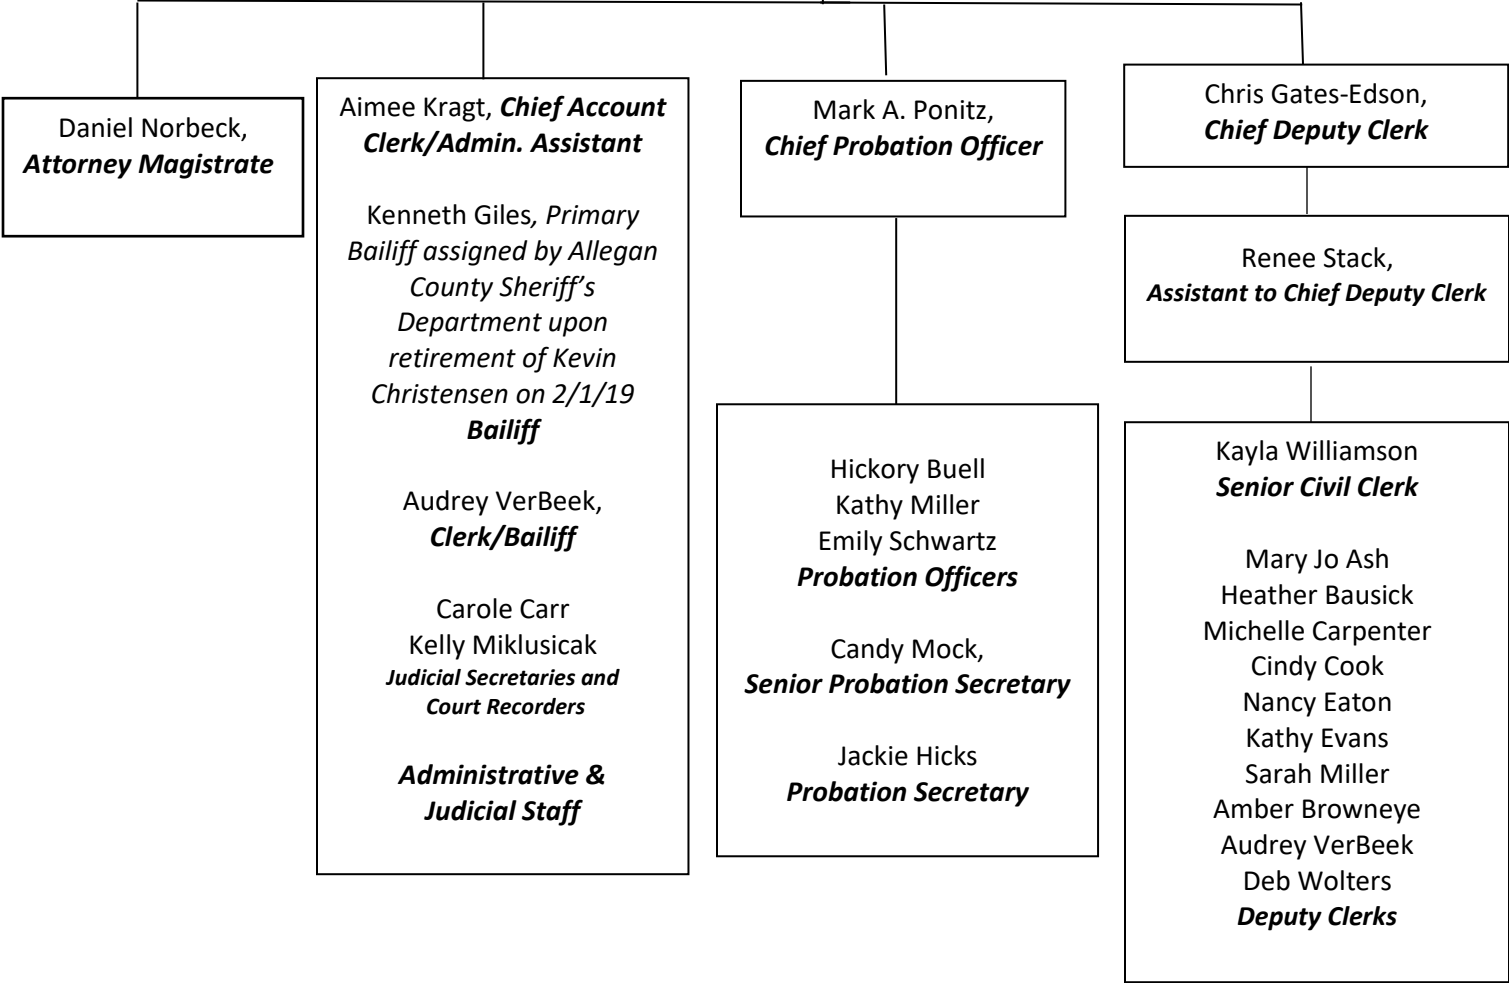 Daniel Norbeck,
Attorney Magistrate
Aimee Kragt, Chief Account
Clerk/Admin. Assistant
Kenneth Giles, Primary
Bailiff assigned by Allegan
County Sheriff’s
Department upon
retirement of Kevin
Christensen on 2/1/19
Bailiff
Audrey VerBeek,
Clerk/Bailiff
Carole Carr
Kelly Miklusicak
Judicial Secretaries and
Court Recorders
Administrative &
Judicial Staff
Mark A. Ponitz,
Chief Probation Officer
Hickory Buell
Kathy Miller
Emily Schwartz
Probation Officers
Candy Mock,
Senior Probation Secretary
Jackie Hicks
Probation Secretary
Chris Gates-Edson,
Chief Deputy Clerk
Renee Stack,
Assistant to Chief Deputy Clerk
Kayla Williamson
Senior Civil Clerk
Mary Jo Ash
Heather Bausick
Michelle Carpenter
Cindy Cook
Nancy Eaton
Kathy Evans
Sarah Miller
Amber Browneye
Audrey VerBeek
Deb Wolters
Deputy Clerks